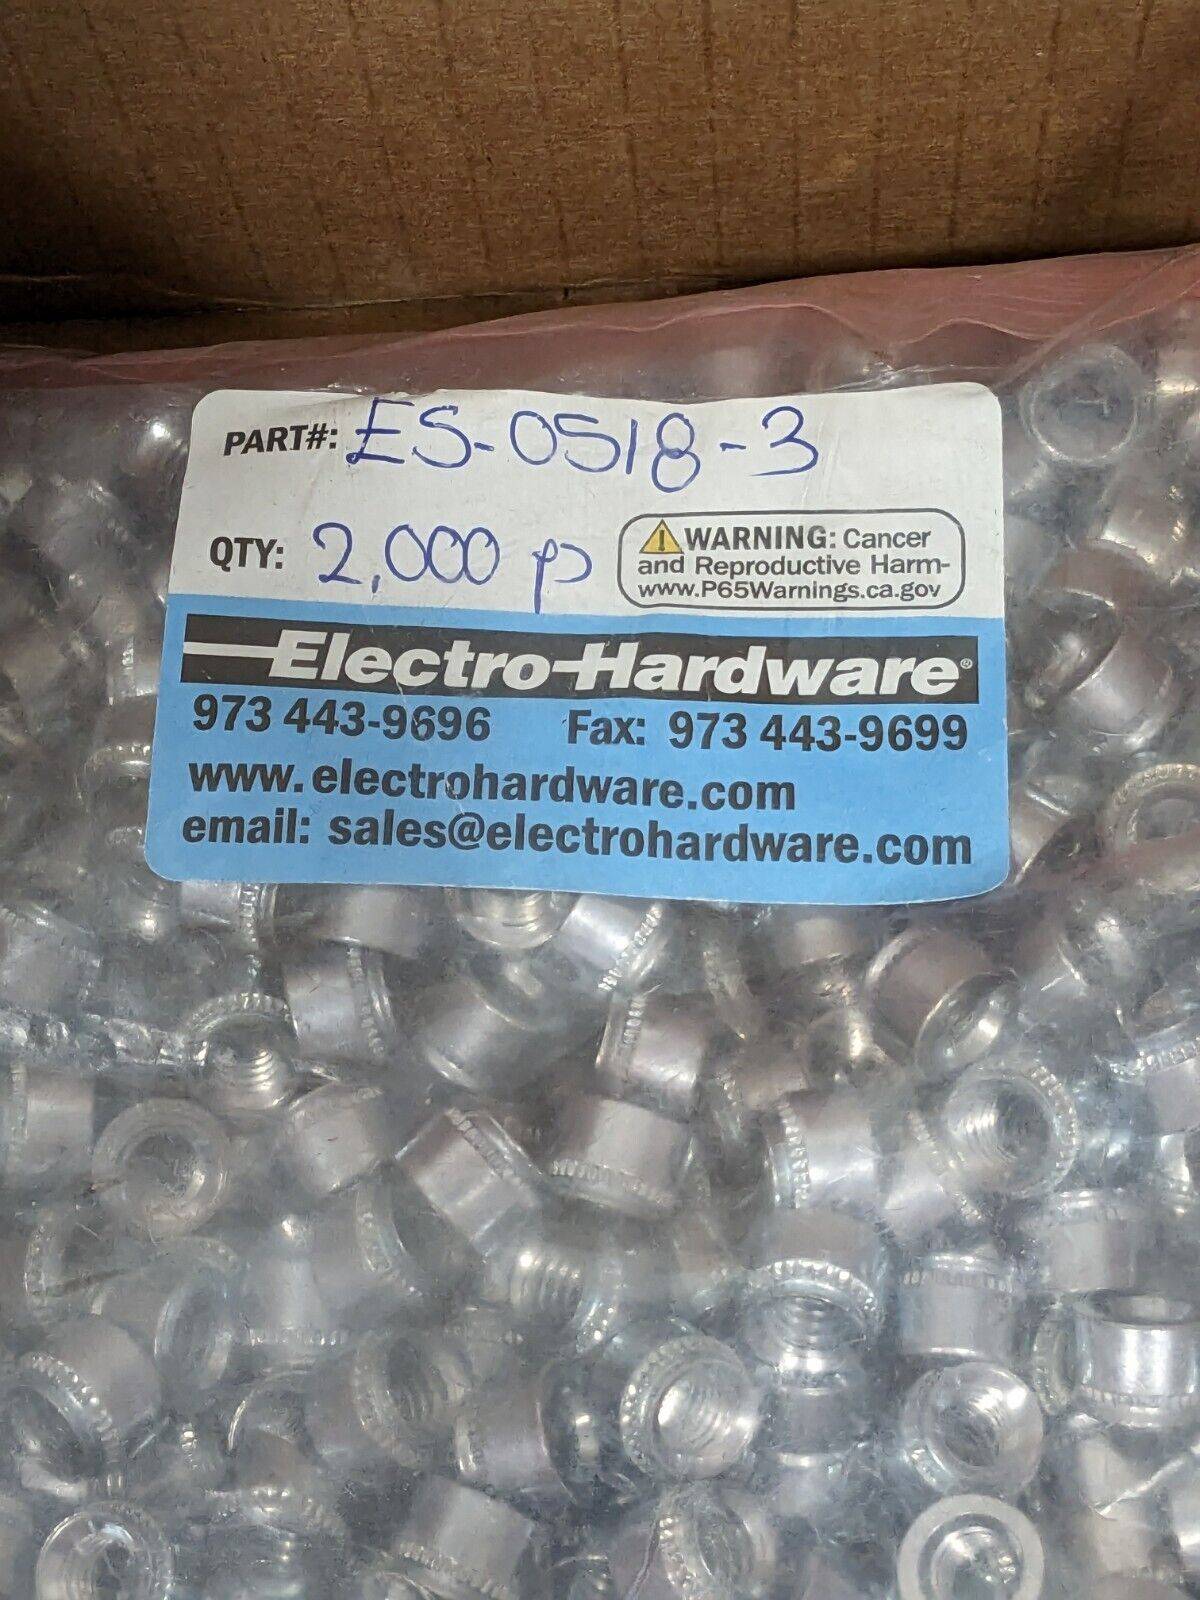 PART#: ES-0518-3
QTY: 2,000 p
WARNING: Cancer
and Reproductive Harm-
www.P65Warnings.ca.gov
Electro-Hardware®
973 443-9696 Fax: 973 443-9699
www.electrohardware.com
email: sales@electrohardware.com